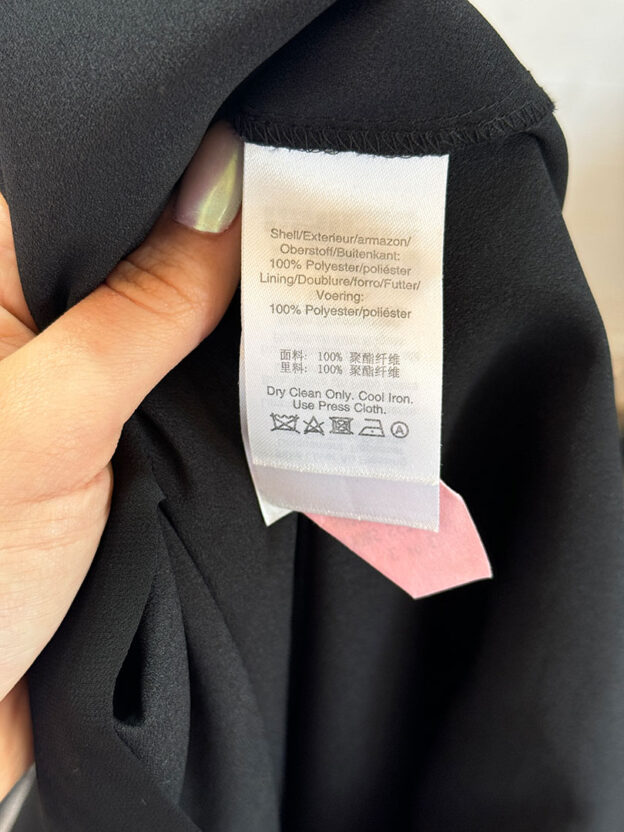 Shell/Exterieur/armazon/
Oberstoff/Buitenkant:
100% Polyester/poliéster
Lining/Doublure/forro/Futter/
Voering:
100% Polyester/poliéster
面料: 100% 聚酯纤维
里料: 100% 聚酯纤维
Dry Clean Only. Cool Iron.
Use Press Cloth.
A